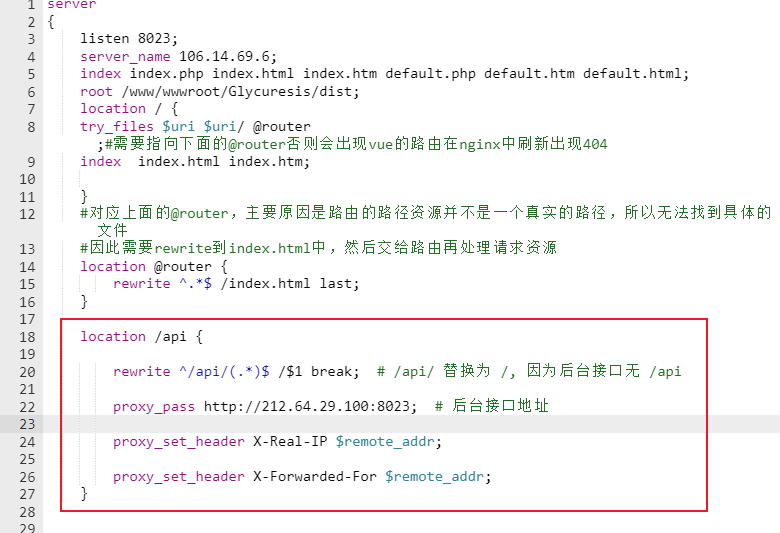 1 server
2 {
3 listen 8023;
4 server_name 106.14.69.6;
5 index index.php index.html index.htm default.php default.htm default.html;
6 root /www/wwwroot/Glycuresis/dist;
7 location / {
8 try_files $uri $uri/ @router
;#需要指向下面的@router否则会出现vue的路由在nginx中刷新出现404
9 index  index.html index.htm;
10
11 }
12 #对应上面的@router，主要原因是路由的路径资源并不是一个真实的路径，所以无法找到具体的
文件
13 #因此需要rewrite到index.html中，然后交给路由再处理请求资源
14 location @router {
15 rewrite ^.*$ /index.html last;
16 }
17
18 location /api {
19
20 rewrite ^/api/(.*)$ /$1 break;  # /api/ 替换为 /, 因为后台接口无 /api
21
22 proxy_pass http://212.64.29.100:8023;  # 后台接口地址
23
24 proxy_set_header X-Real-IP $remote_addr;
25
26 proxy_set_header X-Forwarded-For $remote_addr;
27 }
28
29